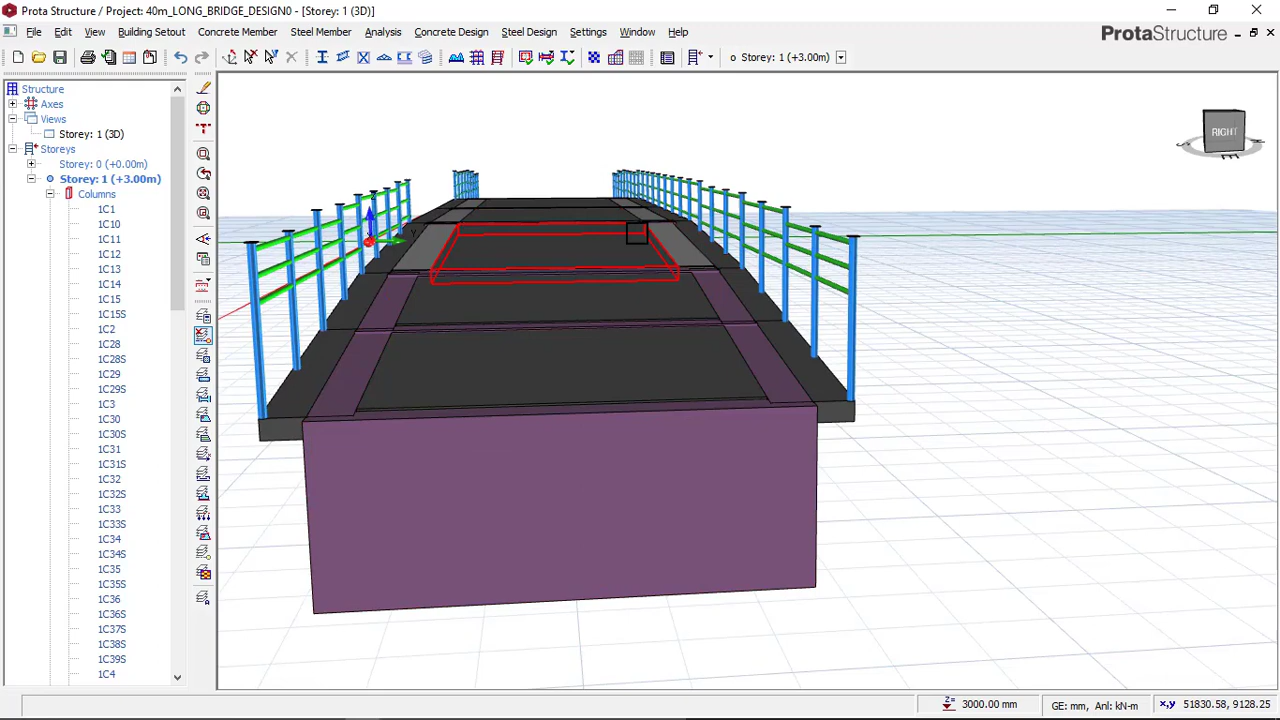 Prota Structure / Project: 40m_LONG_BRIDGE_DESIGN0 - [Storey: 1 (3D)]
File Edit View Building Setout Concrete Member Steel Member Analysis Concrete Design Steel Design Settings Window Help
ProtaStructure
Storey: 1 (+3.00m)
Structure
Axes
Views
Storey: 1 (3D)
Storeys
Storey: 0 (+0.00m)
Storey: 1 (+3.00m)
Columns
1C1
1C10
1C11
1C12
1C13
1C14
1C15
1C15S
1C2
1C28
1C28S
1C29
1C29S
1C3
1C30
1C30S
1C31
1C31S
1C32
1C32S
1C33
1C33S
1C34
1C34S
1C35
1C35S
1C36
1C36S
1C37S
1C38S
1C39S
1C4
RIGHT
Z
Y
Z= 3000.00 mm
GE: mm, Anl: kN-m
x,y 51830.58, 9128.25